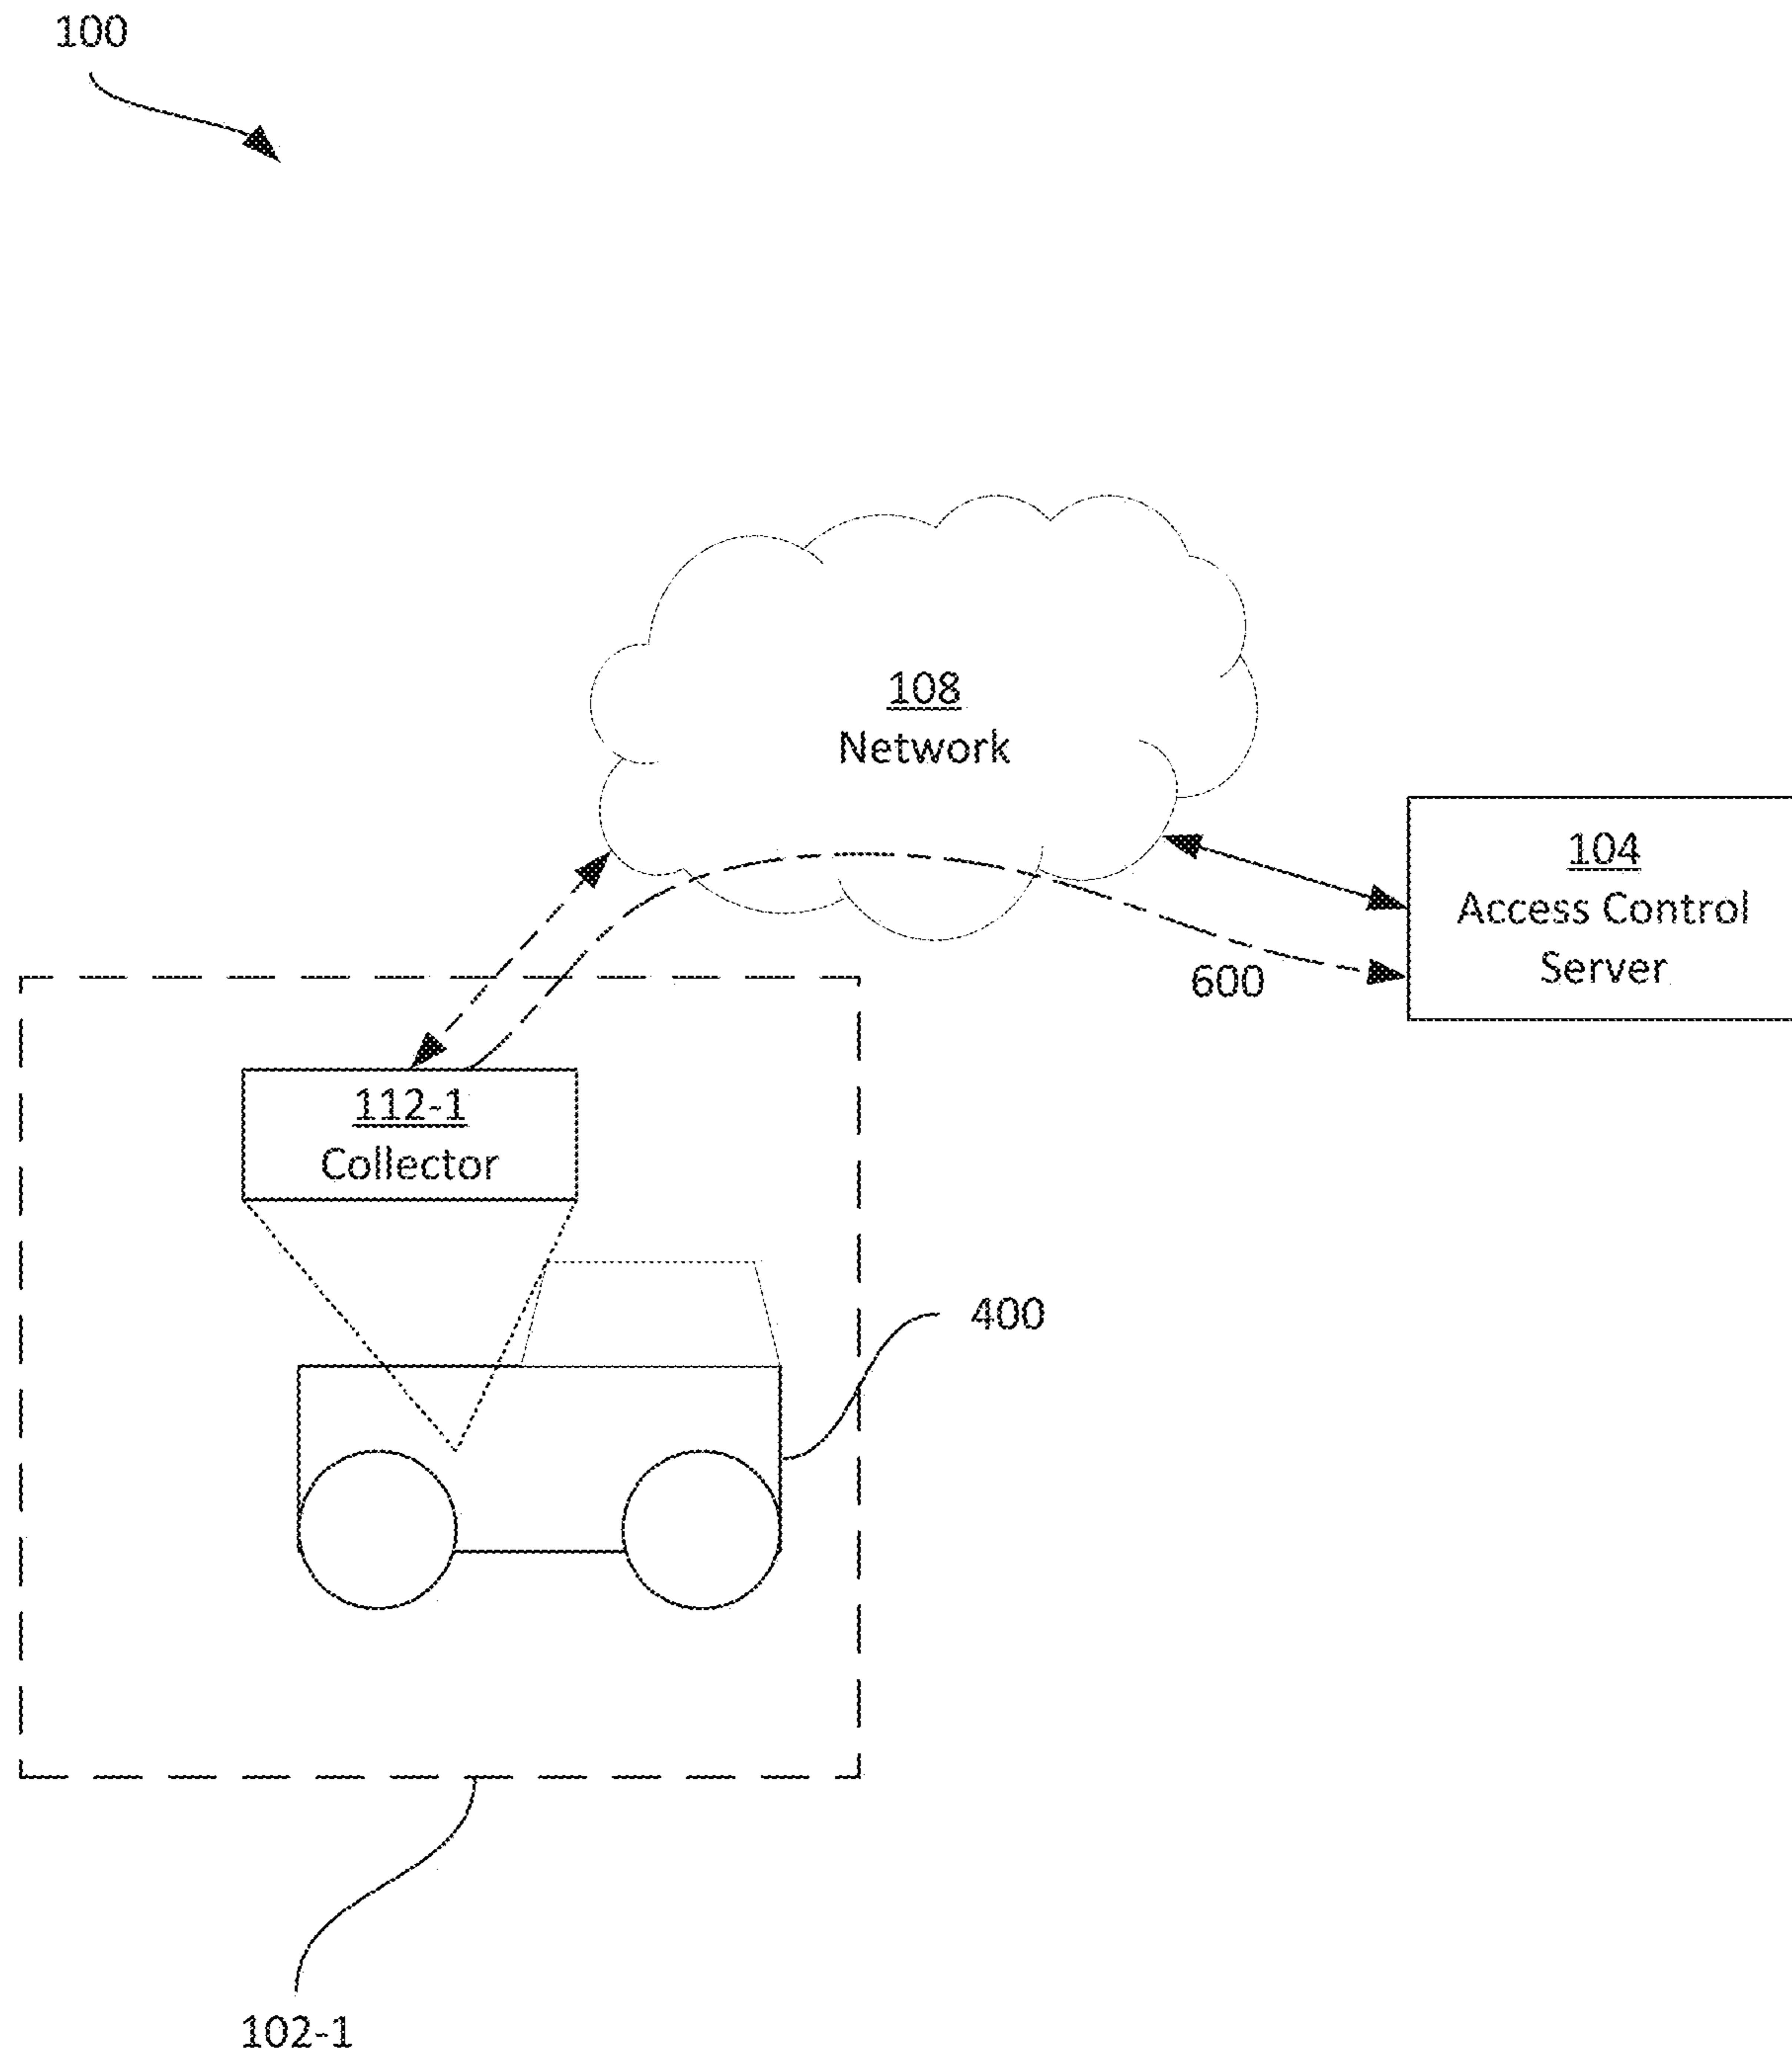 100
108
Network
104
Access Control
Server
600
112-1
Collector
400
102-1